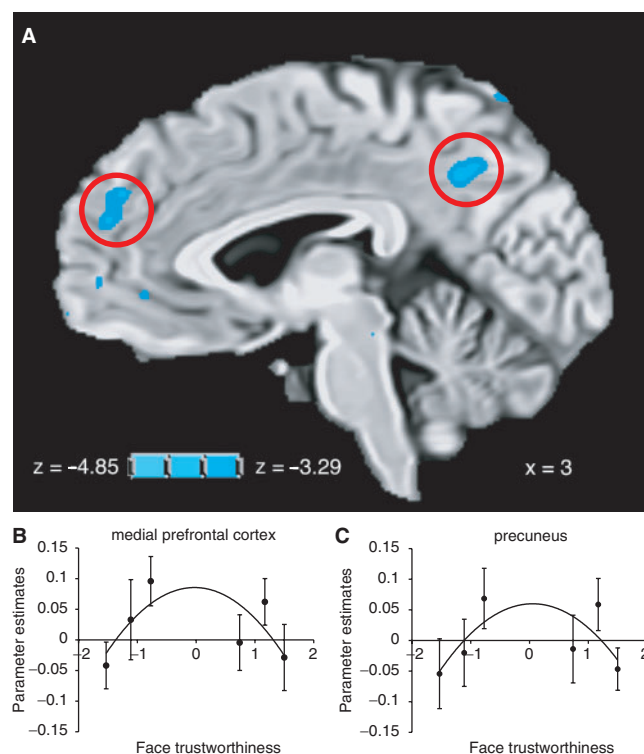 A
z = –4.85
z = –3.29
x = 3
B
medial prefrontal cortex
Parameter estimates
0.15
0.1
0.05
0
–0.05
–0.1
0.15
–2
–1
0
1
2
Face trustworthiness
C
precuneus
Parameter estimates
0.15
0.1
0.05
0
–0.05
–0.1
–0.15
–2
–1
0
1
2
Face trustworthiness